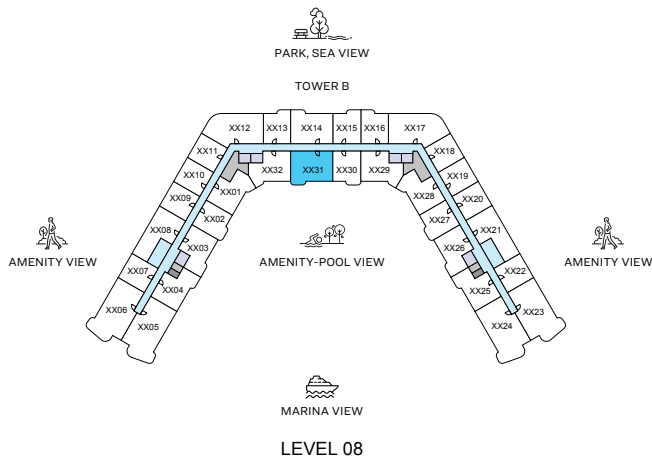 PARK, SEA VIEW
TOWER B
XX12
XX13
XX14
XX15
XX16
XX17
XX11
XX32
XX31
XX30
XX29
XX18
XX10
XX01
XX28
XX19
XX09
XX02
XX27
XX20
XX08
XX03
XX26
XX21
AMENITY VIEW
AMENITY-POOL VIEW
AMENITY VIEW
XX07
XX04
XX25
XX22
XX06
XX05
XX24
XX23
MARINA VIEW
LEVEL 08